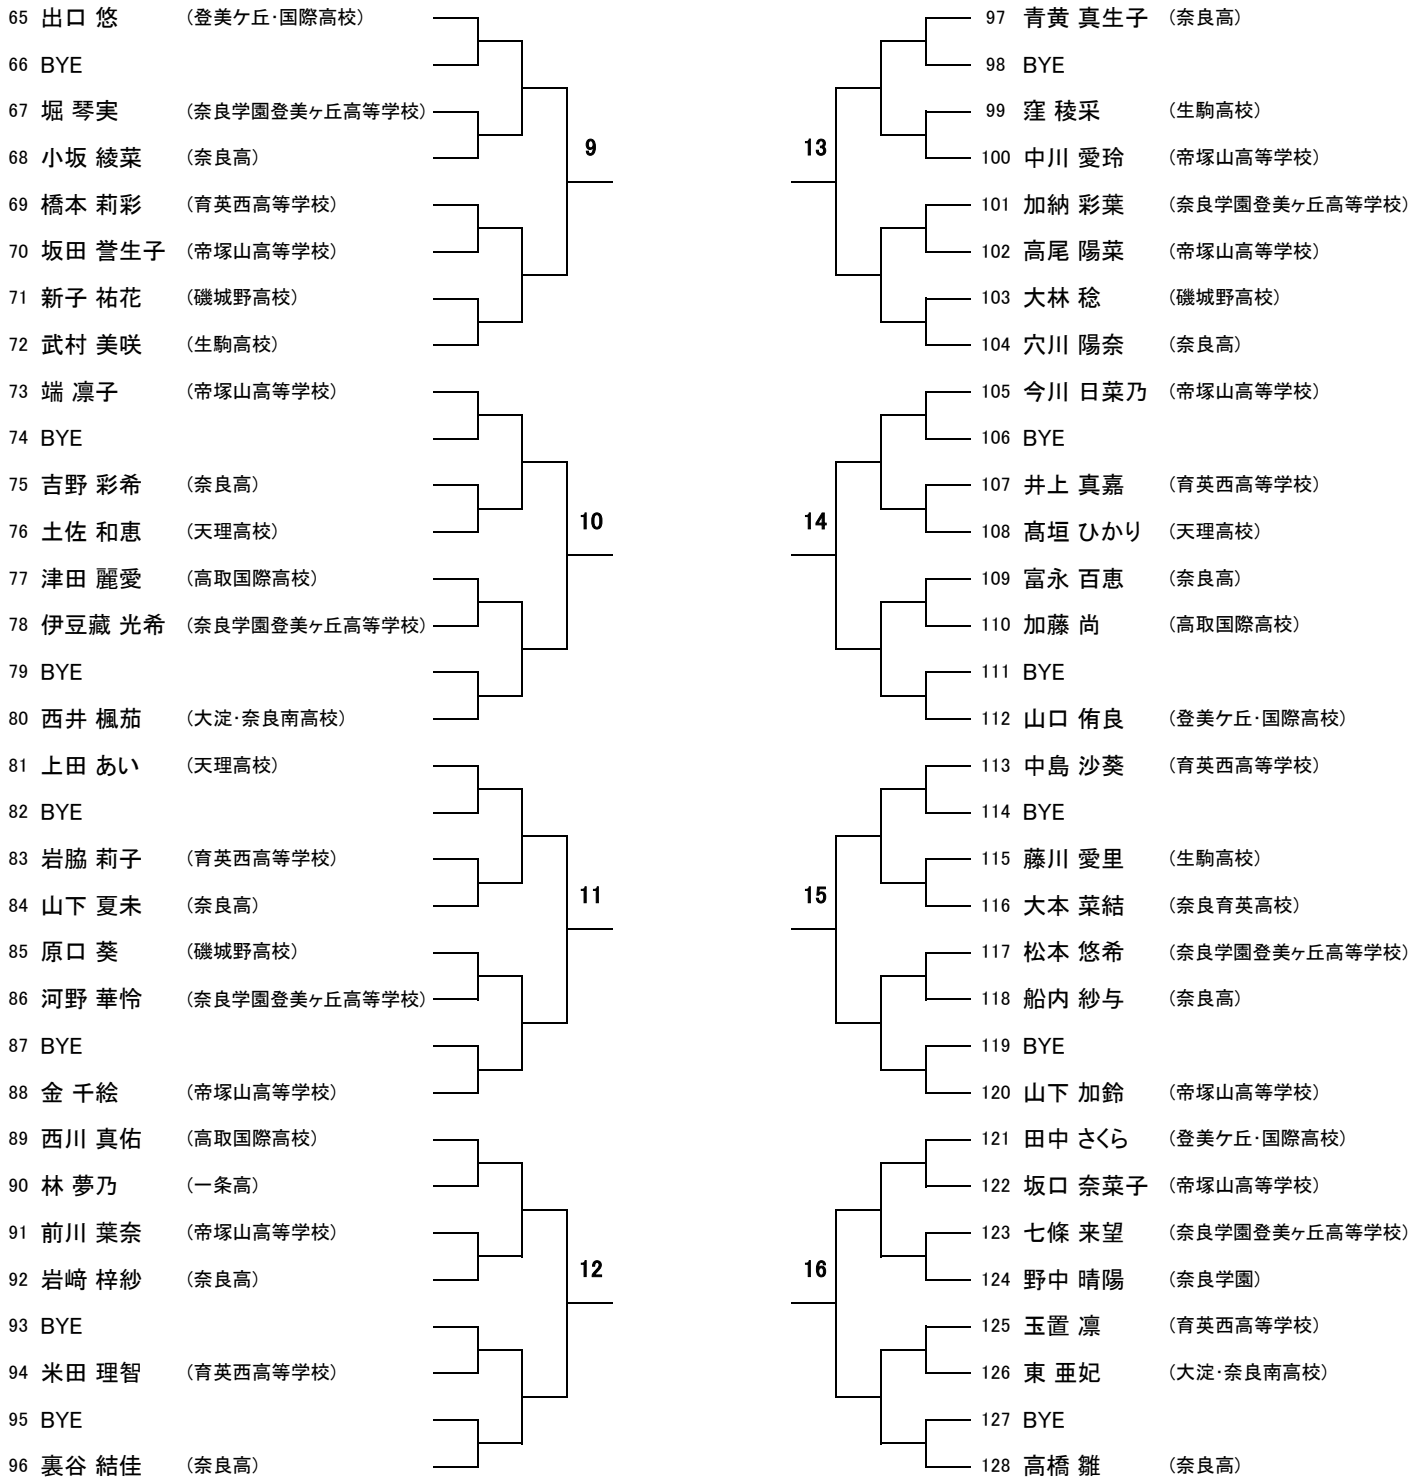 65 出口 悠 (登美ケ丘・国際高校)
66 BYE
67 堀 琴実 (奈良学園登美ヶ丘高等学校)
68 小坂 綾菜 (奈良高)
9
69 橋本 莉彩 (育英西高等学校)
70 坂田 誉生子 (帝塚山高等学校)
71 新子 祐花 (磯城野高校)
72 武村 美咲 (生駒高校)
73 端 凛子 (帝塚山高等学校)
74 BYE
75 吉野 彩希 (奈良高)
76 土佐 和恵 (天理高校)
10
77 津田 麗愛 (高取国際高校)
78 伊豆藏 光希 (奈良学園登美ヶ丘高等学校)
79 BYE
80 西井 楓茄 (大淀・奈良南高校)
81 上田 あい (天理高校)
82 BYE
83 岩脇 莉子 (育英西高等学校)
84 山下 夏未 (奈良高)
11
85 原口 葵 (磯城野高校)
86 河野 華怜 (奈良学園登美ヶ丘高等学校)
87 BYE
88 金 千絵 (帝塚山高等学校)
89 西川 真佑 (高取国際高校)
90 林 夢乃 (一条高)
91 前川 葉奈 (帝塚山高等学校)
92 岩﨑 梓紗 (奈良高)
12
93 BYE
94 米田 理智 (育英西高等学校)
95 BYE
96 裏谷 結佳 (奈良高)
97 青黄 真生子 (奈良高)
98 BYE
99 窪 稜采 (生駒高校)
100 中川 愛玲 (帝塚山高等学校)
13
101 加納 彩葉 (奈良学園登美ヶ丘高等学校)
102 高尾 陽菜 (帝塚山高等学校)
103 大林 稔 (磯城野高校)
104 穴川 陽奈 (奈良高)
105 今川 日菜乃 (帝塚山高等学校)
106 BYE
107 井上 真嘉 (育英西高等学校)
108 髙垣 ひかり (天理高校)
14
109 富永 百恵 (奈良高)
110 加藤 尚 (高取国際高校)
111 BYE
112 山口 侑良 (登美ケ丘・国際高校)
113 中島 沙葵 (育英西高等学校)
114 BYE
115 藤川 愛里 (生駒高校)
116 大本 菜結 (奈良育英高校)
15
117 松本 悠希 (奈良学園登美ヶ丘高等学校)
118 船内 紗与 (奈良高)
119 BYE
120 山下 加鈴 (帝塚山高等学校)
121 田中 さくら (登美ケ丘・国際高校)
122 坂口 奈菜子 (帝塚山高等学校)
123 七條 来望 (奈良学園登美ヶ丘高等学校)
124 野中 晴陽 (奈良学園)
16
125 玉置 凛 (育英西高等学校)
126 東 亜妃 (大淀・奈良南高校)
127 BYE
128 高橋 雛 (奈良高)